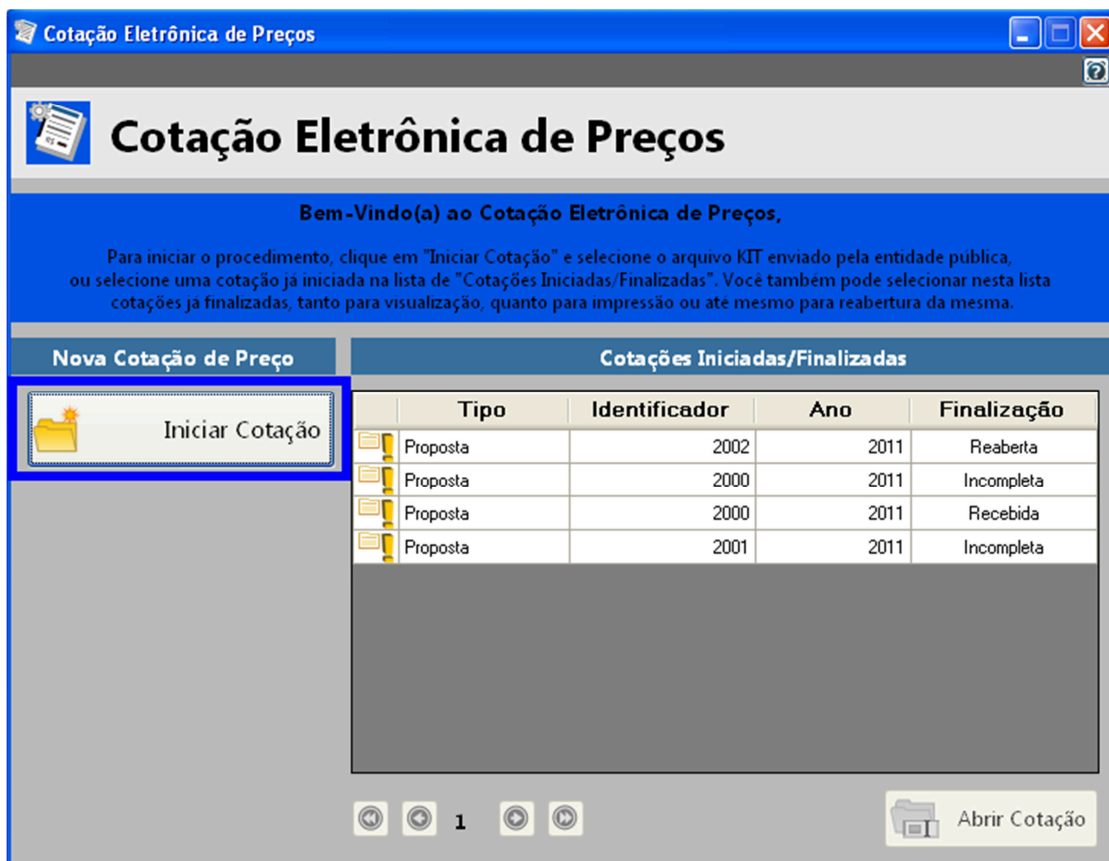 Cotação Eletrônica de Preços
Cotação Eletrônica de Preços
Bem-Vindo(a) ao Cotação Eletrônica de Preços,
Para iniciar o procedimento, clique em "Iniciar Cotação" e selecione o arquivo KIT enviado pela entidade pública,
ou selecione uma cotação já iniciada na lista de "Cotações Iniciadas/Finalizadas". Você também pode selecionar nesta lista
cotações já finalizadas, tanto para visualização, quanto para impressão ou até mesmo para reabertura da mesma.
Nova Cotação de Preço
Cotações Iniciadas/Finalizadas
Iniciar Cotação
Tipo Identificador Ano Finalização
Proposta 2002 2011 Reaberta
Proposta 2000 2011 Incompleta
Proposta 2000 2011 Recebida
Proposta 2001 2011 Incompleta
1
Abrir Cotação